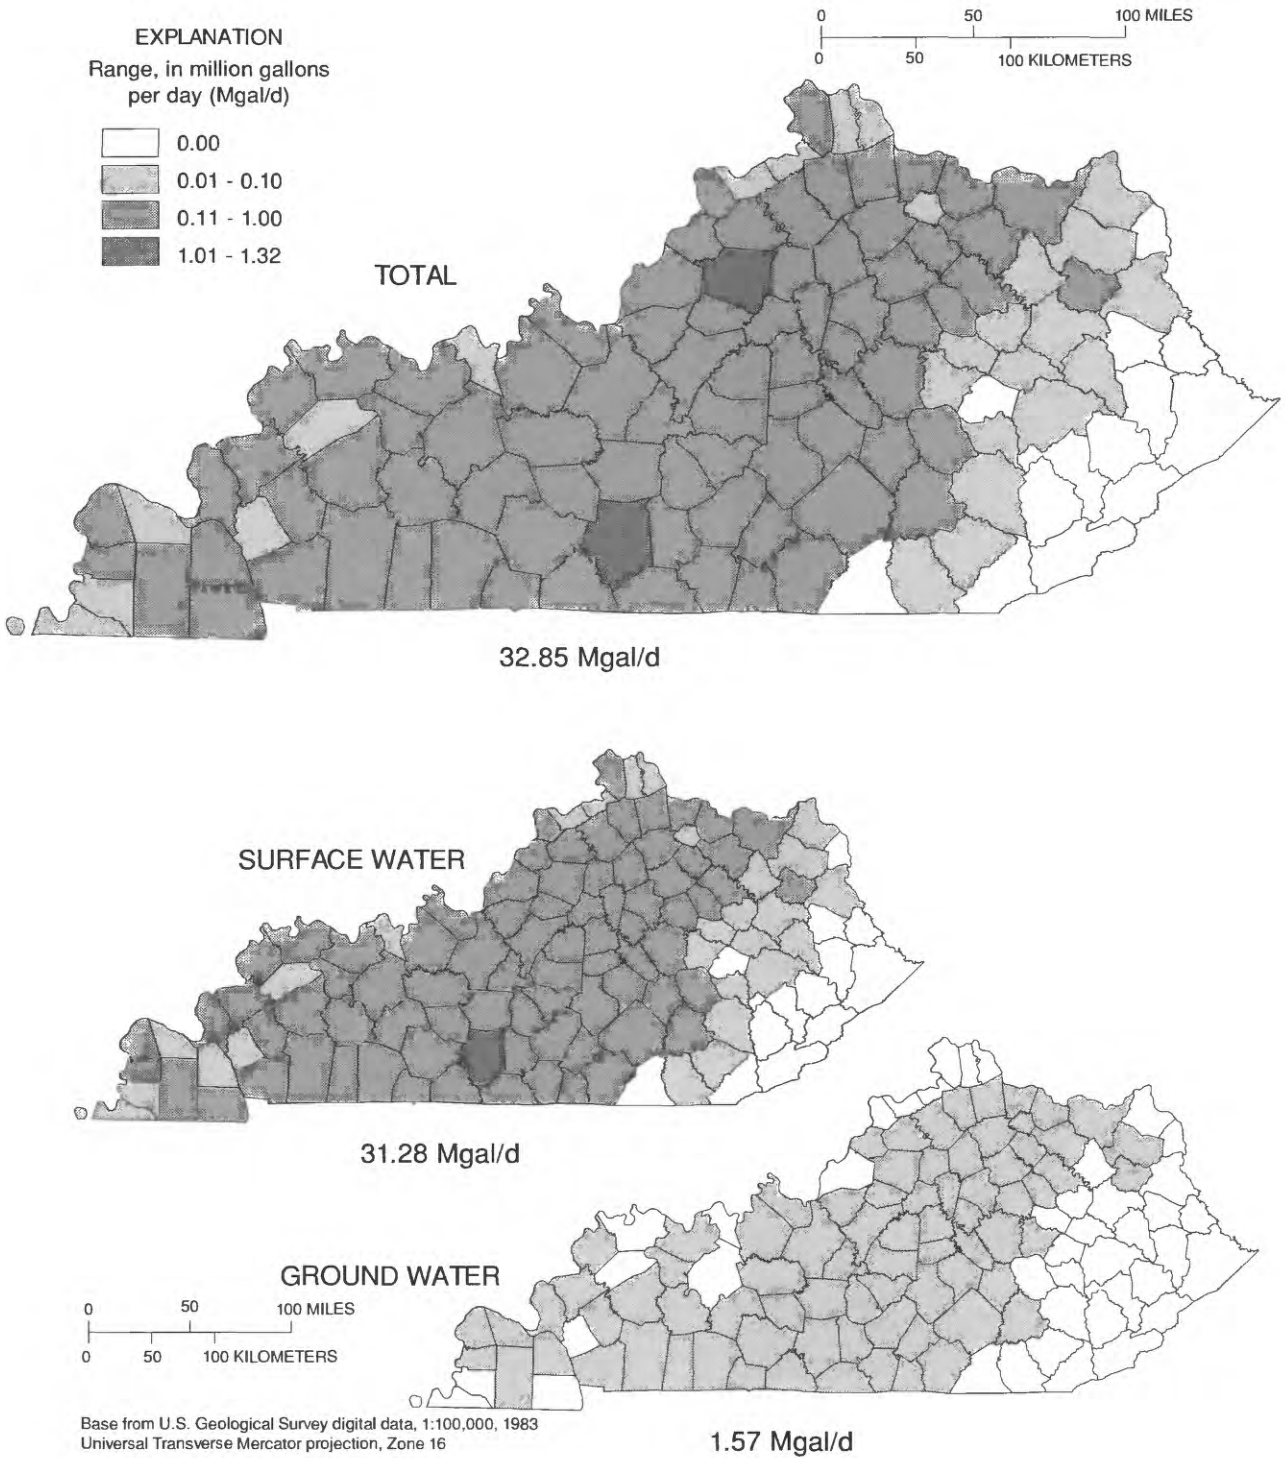 EXPLANATION
Range, in million gallons
per day (Mgal/d)
0.00
0.01 - 0.10
0.11 - 1.00
1.01 - 1.32
0 50 100 MILES
0 50 100 KILOMETERS
TOTAL
32.85 Mgal/d
SURFACE WATER
31.28 Mgal/d
GROUND WATER
0 50 100 MILES
0 50 100 KILOMETERS
1.57 Mgal/d
Base from U.S. Geological Survey digital data, 1:100,000, 1983
Universal Transverse Mercator projection, Zone 16